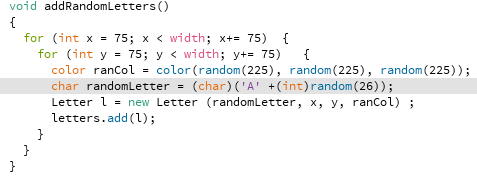 void addRandomLetters()
{
  for (int x = 75; x < width; x+= 75)  {
    for (int y = 75; y < width; y+= 75)   {
      color ranCol = color(random(225), random(225), random(225));
      char randomLetter = (char)('A' +(int)random(26));
      Letter l = new Letter (randomLetter, x, y, ranCol) ;
      letters.add(l);
    }
  }
}